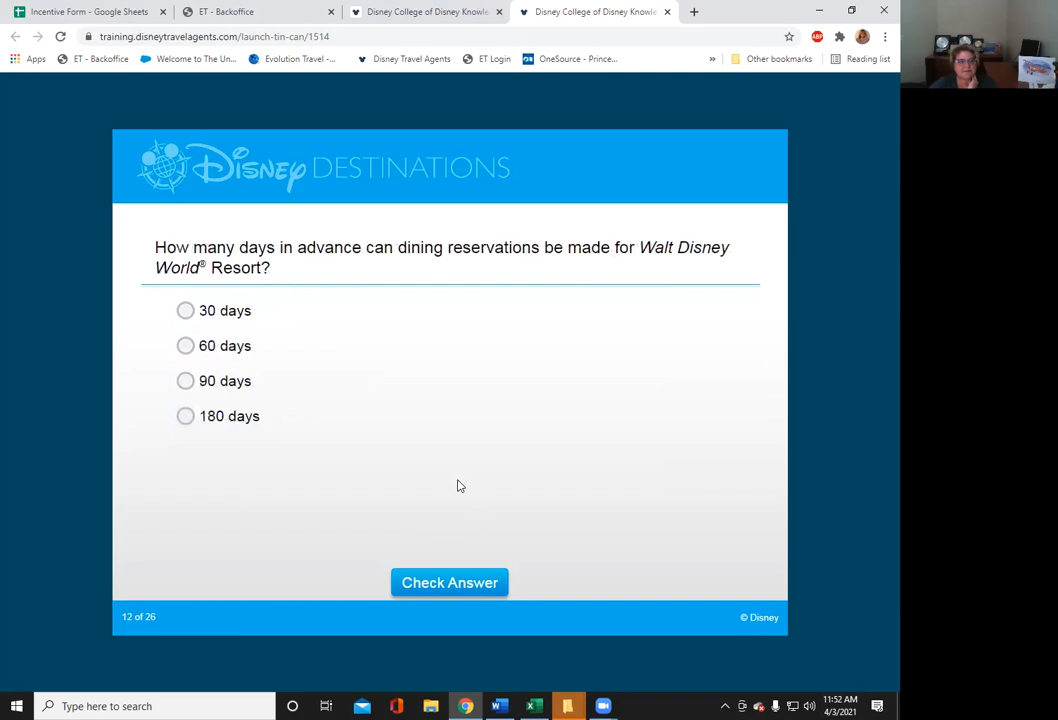 Incentive Form - Google Sheets
ET - Backoffice
Disney College of Disney Knowle
Disney College of Disney Knowle
training.disneytravelagents.com/launch-tin-can/1514
ABP
Apps
ET - Backoffice
Welcome to The Un...
Evolution Travel -...
Disney Travel Agents
ET Login
OneSource - Prince...
»
Other bookmarks
Reading list
Disney DESTINATIONS
How many days in advance can dining reservations be made for Walt Disney
World® Resort?
30 days
60 days
90 days
180 days
Check Answer
12 of 26
© Disney
Type here to search
11:52 AM
4/3/2021